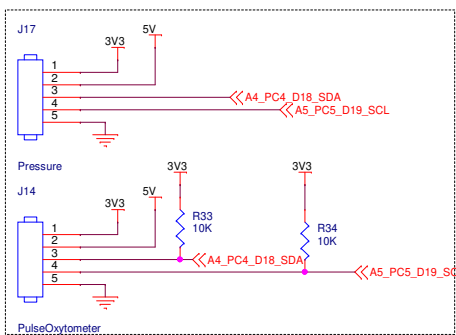 J17
5V
3V3
1
2
3
4
5
A4_PC4_D18_SDA
A5_PC5_D19_SCL
Pressure
J14
3V3
5V
3V3
3V3
R33
10K
R34
10K
1
2
3
4
5
A4_PC4_D18_SDA
A5_PC5_D19_SC
PulseOxytometer